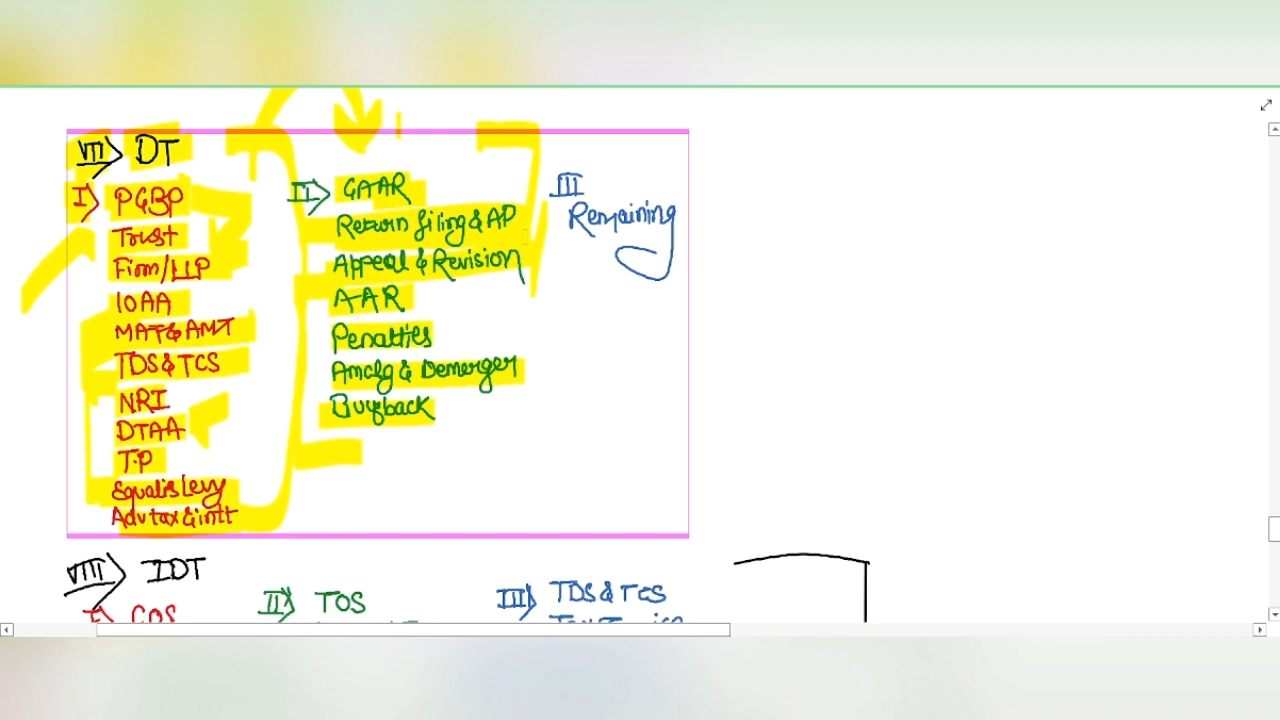 VII> DT
I> PGBP
Trust
Firm/LLP
IOAA
MAT & AMT
TDS & TCS
NRI
DTAA
T.P
Equalis Levy
Adv tax & intt
II> GAAR
Return filing & AP
Appeal & Revision
AAR
Penalties
Amalg & Demerger
Buyback
III
Remaining
VIII> IDT
I> COS
II> TOS
III> TDS & TCS